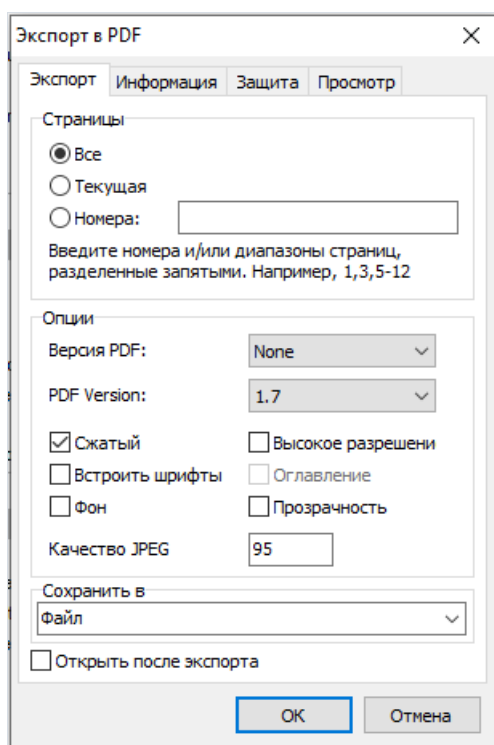 Экспорт в PDF
Экспорт Информация Защита Просмотр
Страницы
Все
Текущая
Номера:
Введите номера и/или диапазоны страниц,
разделенные запятыми. Например, 1,3,5-12
Опции
Версия PDF: None
PDF Version: 1.7
Сжатый Высокое разрешени
Встроить шрифты Оглавление
Фон Прозрачность
Качество JPEG 95
Сохранить в
Файл
Открыть после экспорта
ОК Отмена